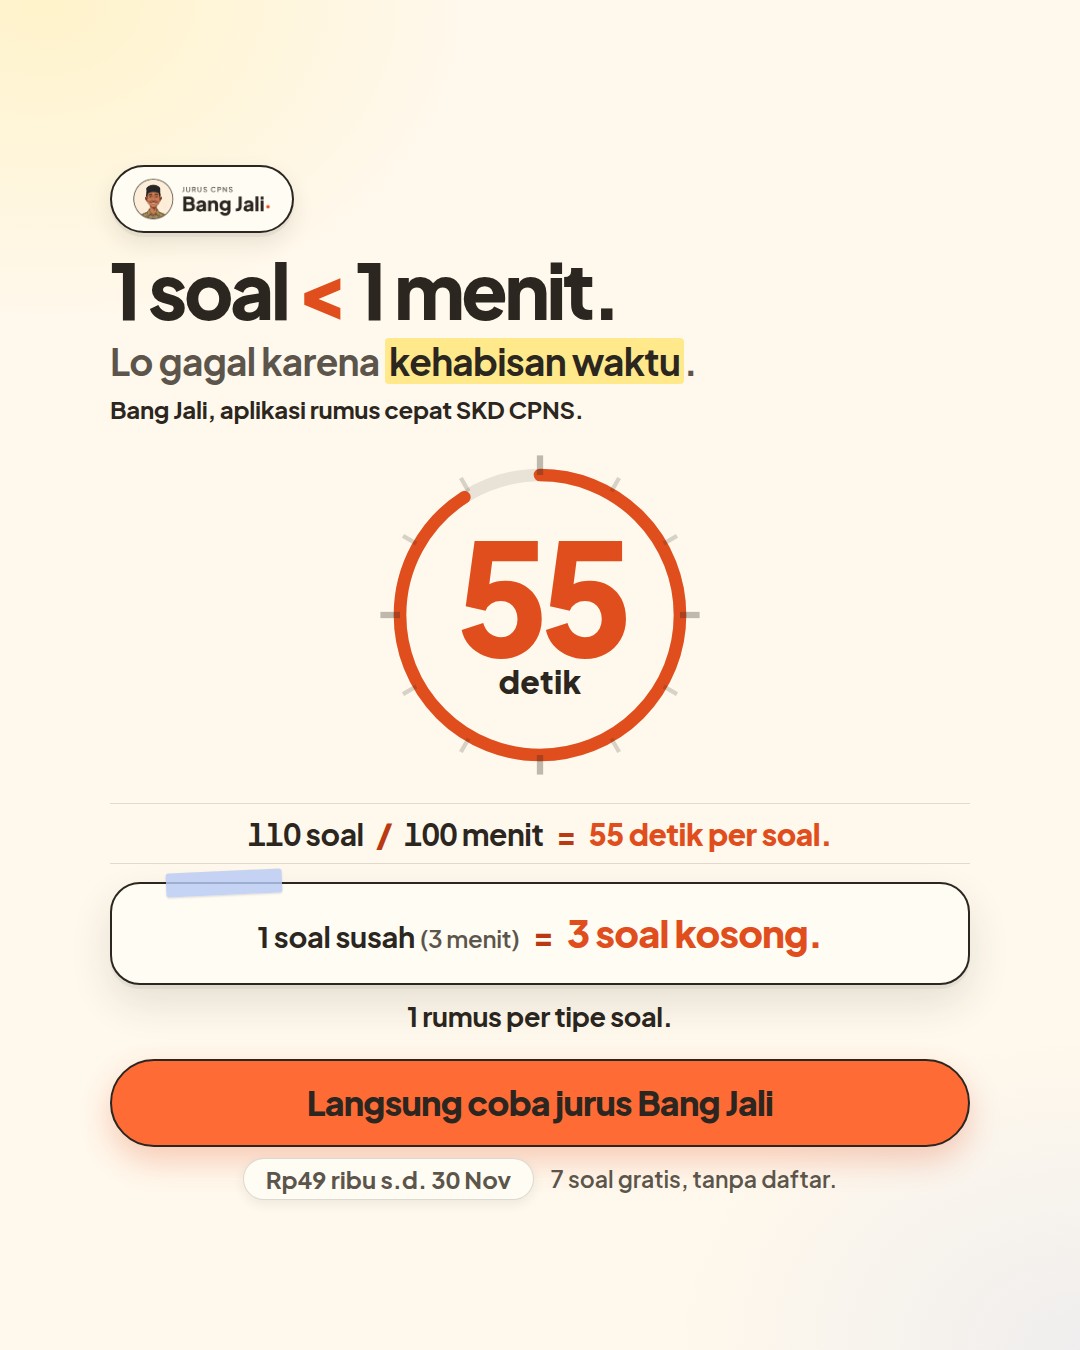 JURUS CPNS
Bang Jali.
1 soal < 1 menit.
Lo gagal karena kehabisan waktu.
Bang Jali, aplikasi rumus cepat SKD CPNS.
55
detik
110 soal / 100 menit = 55 detik per soal.
1 soal susah (3 menit) = 3 soal kosong.
1 rumus per tipe soal.
Langsung coba jurus Bang Jali
Rp49 ribu s.d. 30 Nov 7 soal gratis, tanpa daftar.